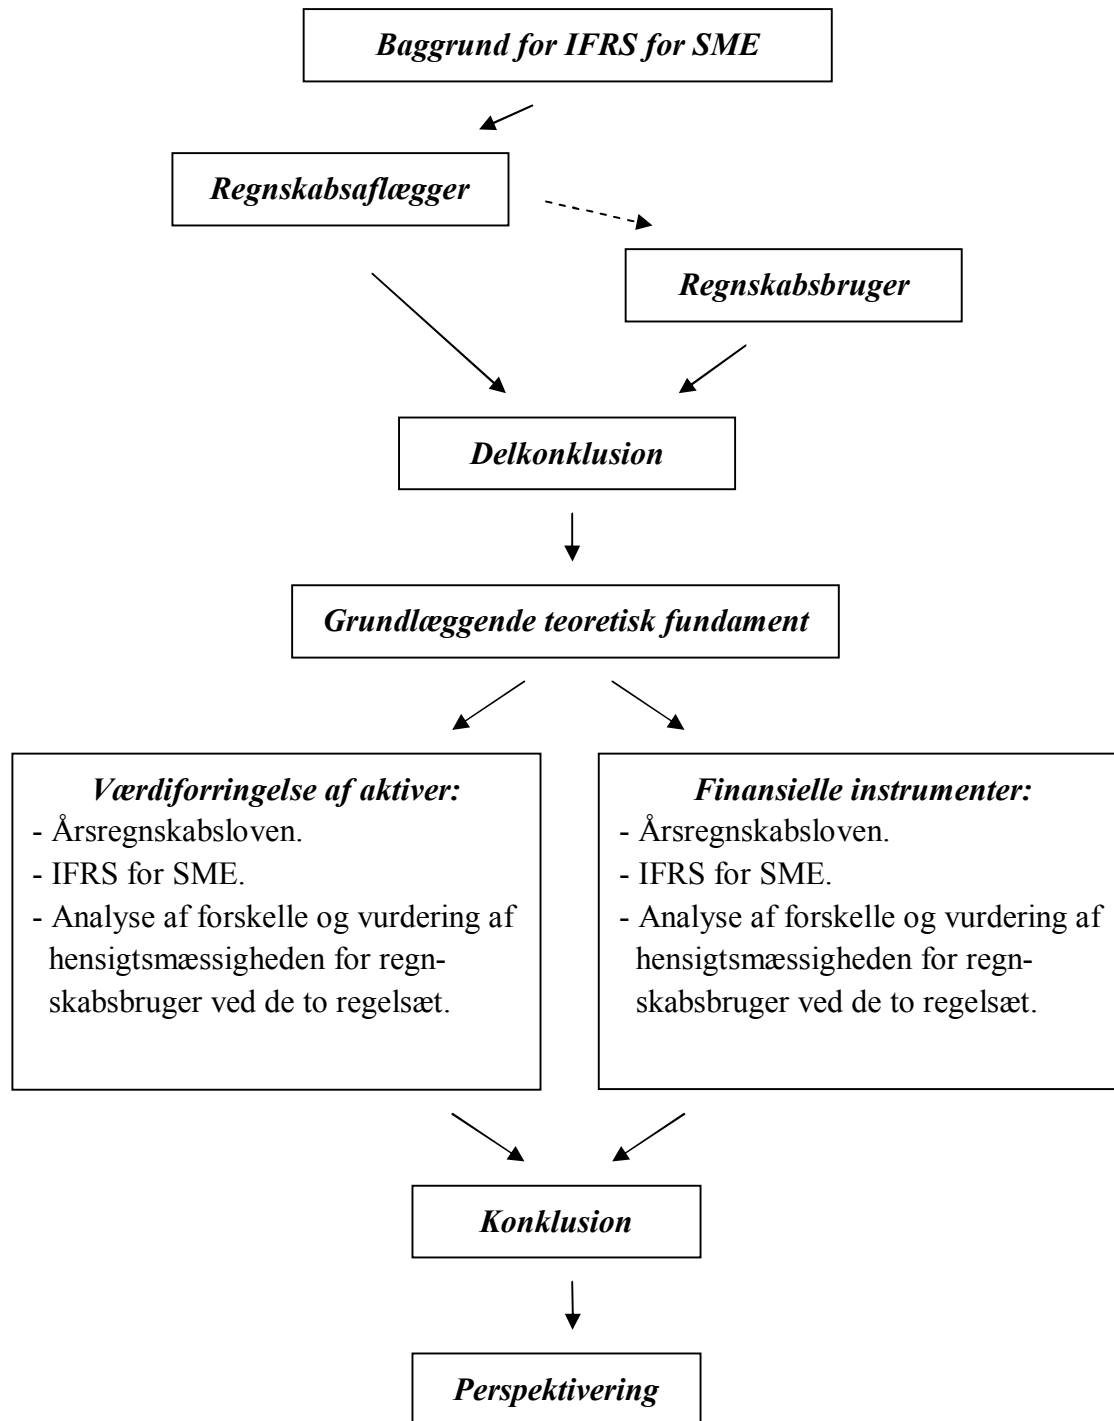 Baggrund for IFRS for SME
Regnskabsaflægger
Regnskabsbruger
Delkonklusion
Grundlæggende teoretisk fundament
Værdiforringelse af aktiver:
- Årsregnskabsloven.
- IFRS for SME.
- Analyse af forskelle og vurdering af
hensigtsmæssigheden for regn-
skabsbruger ved de to regelsæt.
Finansielle instrumenter:
- Årsregnskabsloven.
- IFRS for SME.
- Analyse af forskelle og vurdering af
hensigtsmæssigheden for regn-
skabsbruger ved de to regelsæt.
Konklusion
Perspektivering